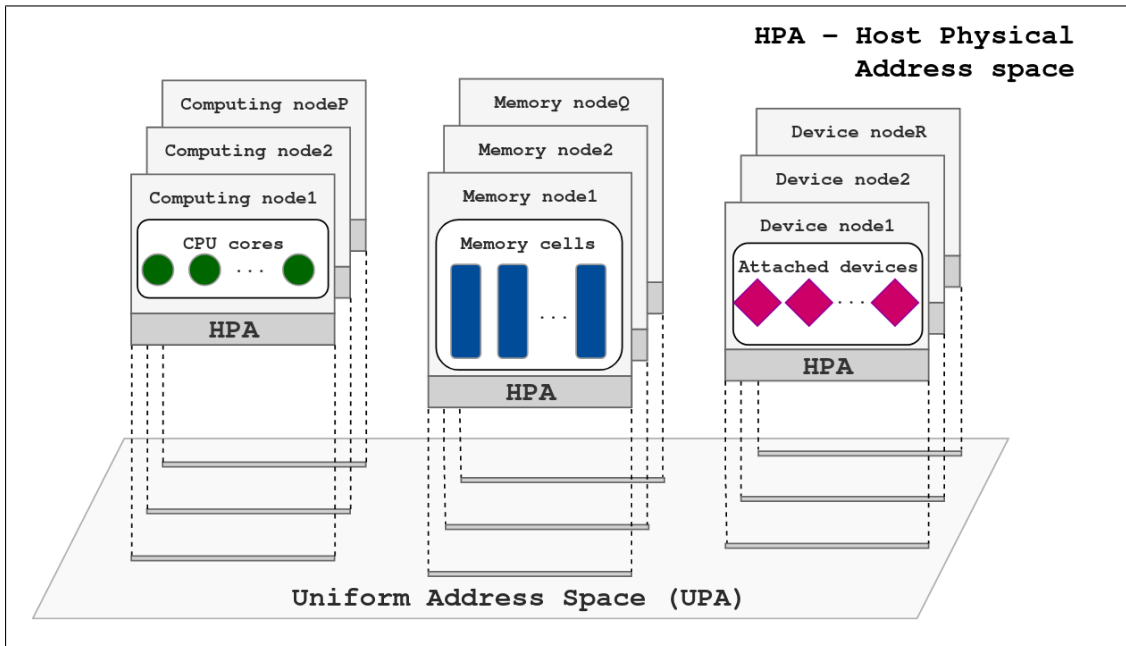 HPA – Host Physical
Address space
Computing nodeP
Computing node2
Computing node1
CPU cores
...
HPA
Memory nodeQ
Memory node2
Memory node1
Memory cells
...
HPA
Device nodeR
Device node2
Device node1
Attached devices
...
HPA
Uniform Address Space (UPA)